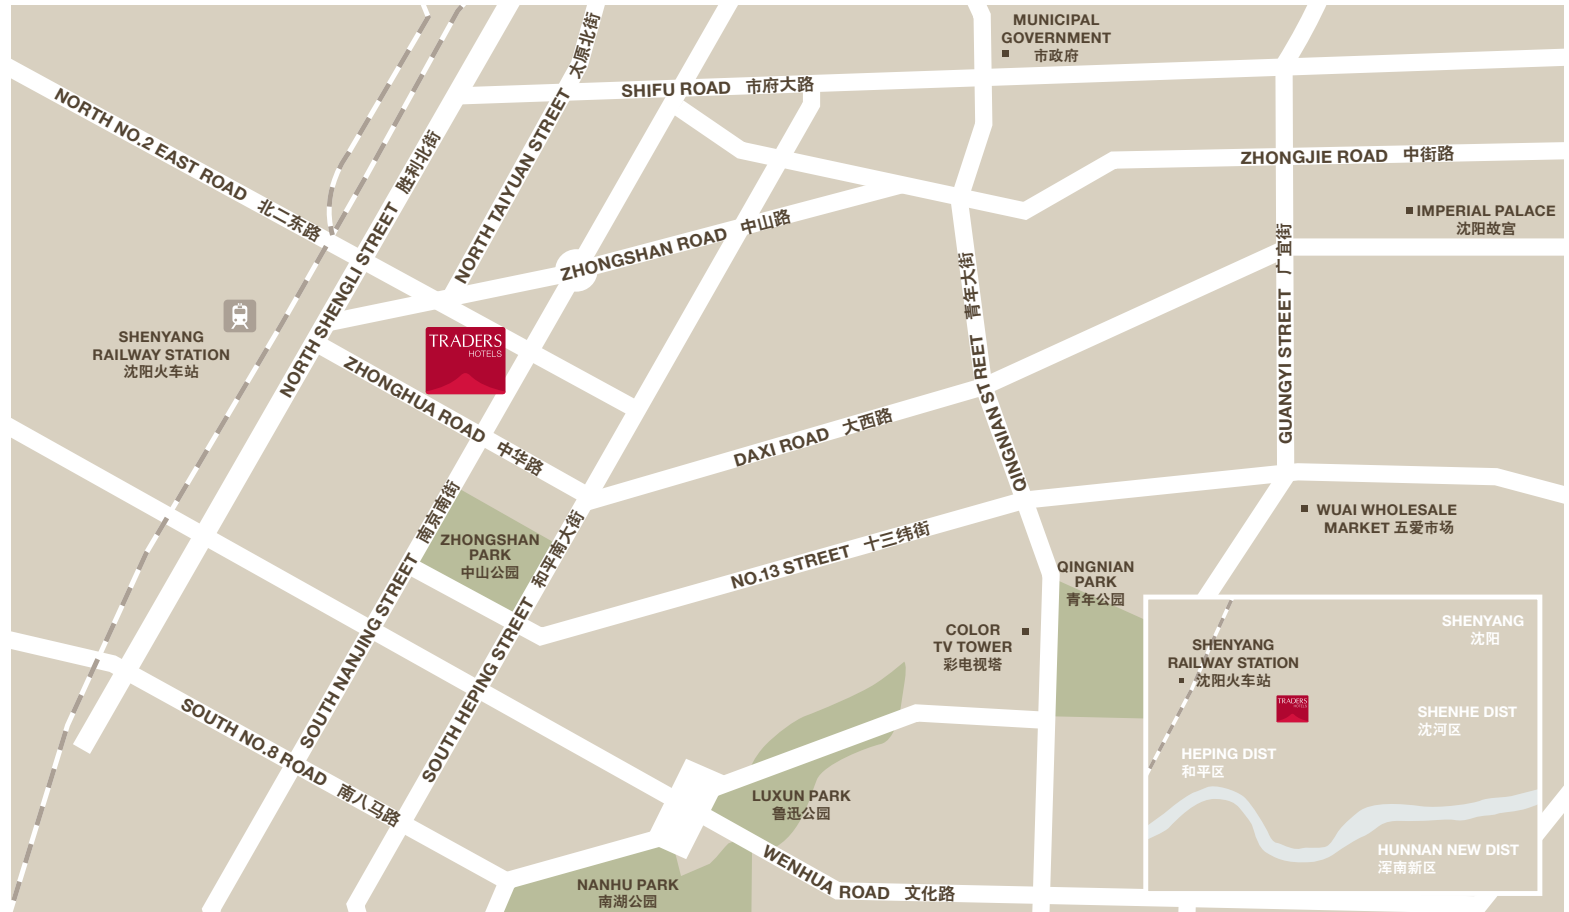 MUNICIPAL
GOVERNMENT
市政府
太原北街
NORTH TAIYUAN STREET
SHIFU ROAD 市府大路
NORTH NO.2 EAST ROAD 北二东路
NORTH SHENGLI STREET 胜利北街
ZHONGJIE ROAD 中街路
IMPERIAL PALACE
沈阳故宫
ZHONGSHAN ROAD 中山路
QINGNIAN STREET 青年大街
GUANGYI STREET 广宜街
SHENYANG
RAILWAY STATION
沈阳火车站
TRADERS
HOTELS
ZHONGHUA ROAD 中华路
DAXI ROAD 大西路
SOUTH NANJING STREET 南京南街
ZHONGSHAN
PARK
中山公园
SOUTH HEPING STREET 和平南大街
NO.13 STREET 十三纬街
WUAI WHOLESALE
MARKET 五爱市场
QINGNIAN
PARK
青年公园
COLOR
TV TOWER
彩电视塔
SOUTH NO.8 ROAD 南八马路
LUXUN PARK
鲁迅公园
WENHUA ROAD 文化路
NANHU PARK
南湖公园
SHENYANG
沈阳
SHENYANG
RAILWAY STATION
沈阳火车站
TRADERS
HOTELS
SHENHE DIST
沈河区
HEPING DIST
和平区
HUNNAN NEW DIST
浑南新区